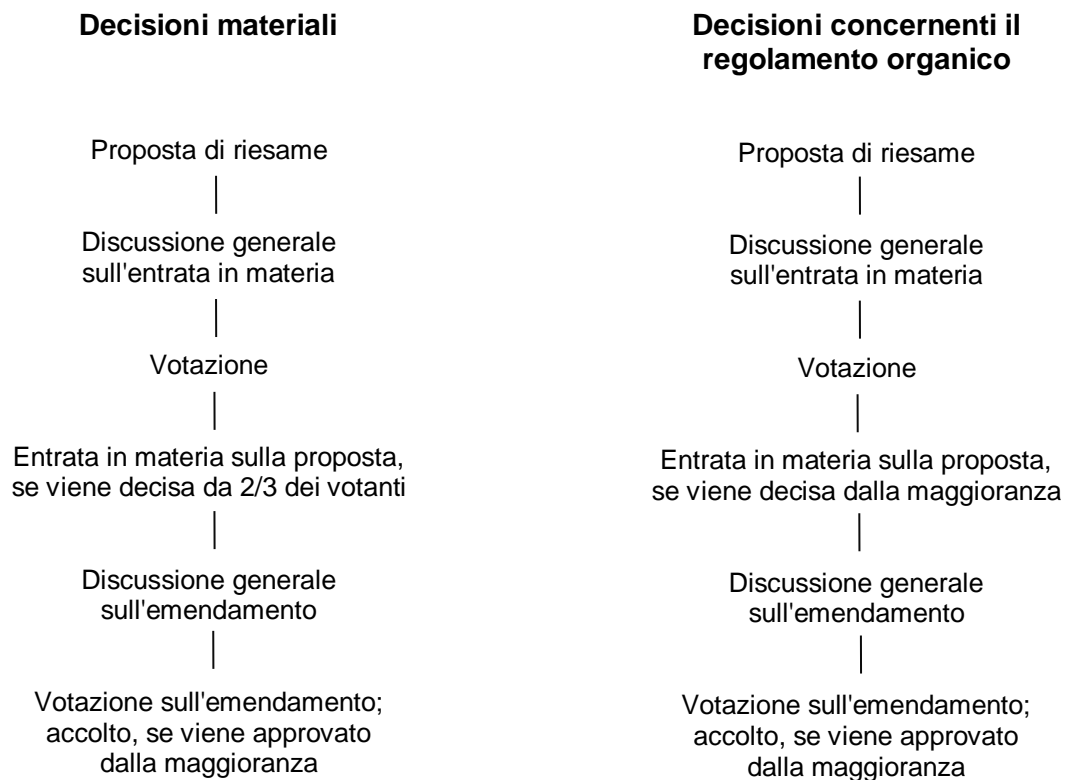 Decisioni materiali
Proposta di riesame
Discussione generale
sull'entrata in materia
Votazione
Entrata in materia sulla proposta,
se viene decisa da 2/3 dei votanti
Discussione generale
sull'emendamento
Votazione sull'emendamento;
accolto, se viene approvato
dalla maggioranza
Decisioni concernenti il
regolamento organico
Proposta di riesame
Discussione generale
sull'entrata in materia
Votazione
Entrata in materia sulla proposta,
se viene decisa dalla maggioranza
Discussione generale
sull'emendamento
Votazione sull'emendamento;
accolto, se viene approvato
dalla maggioranza